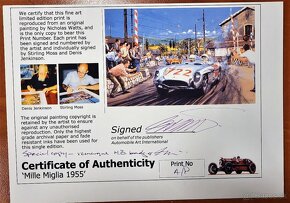 We certify that this fine art
limited edition print is
reproduced from an original
painting by Nicholas Watts, and
is the only copy to bear this
Print Number. Each print has
been signed and numbered by
the artist and individually signed
by Stirling Moss and Denis
Jenkinson.
722
Denis Jenkinson
Stirling Moss
The original painting copyright is
retained by the artist to ensure
against any unauthorised
reproduction. Only the highest
grade archival paper and fade
resistant inks have been used for
this single edition.
Signed
on behalf of the publishers
Automobile Art International
Special copy - remarque
Certificate of Authenticity
'Mille Miglia 1955'
Print No
A/P